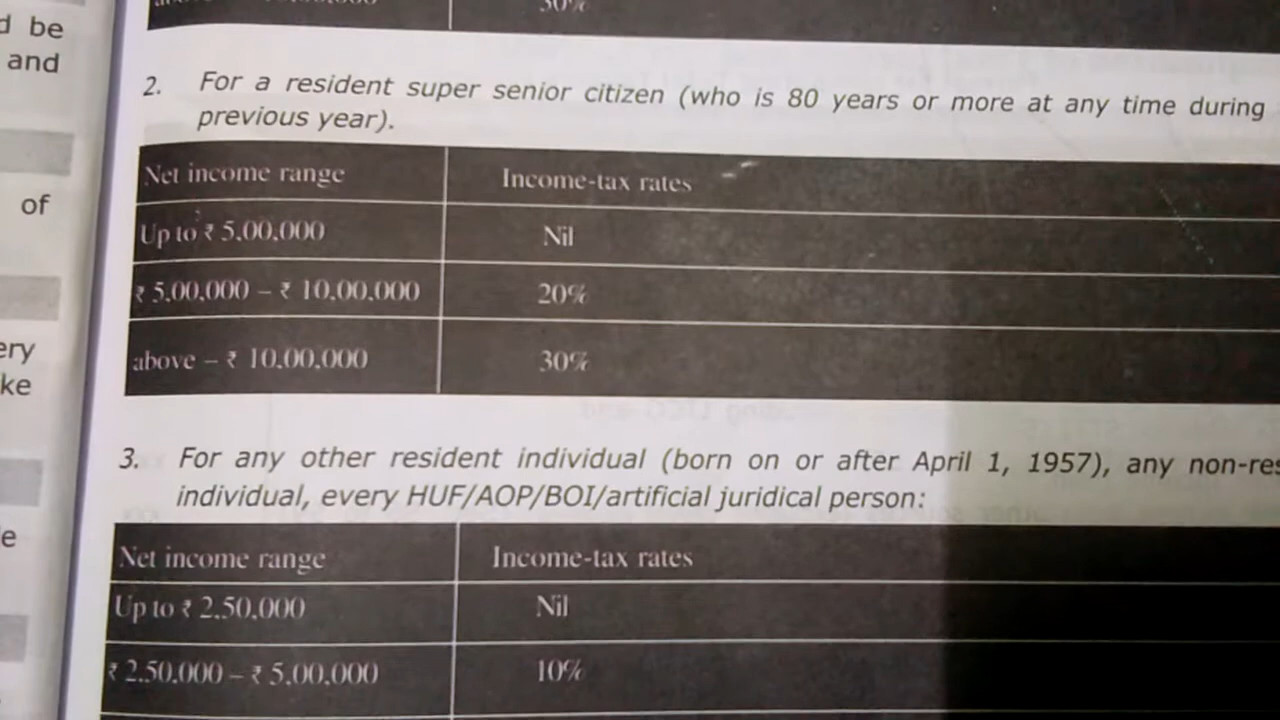 d be
and
of
ery
ke
e
30%
2. For a resident super senior citizen (who is 80 years or more at any time during
previous year).
Net income range Income-tax rates
Up to ₹ 5,00,000 Nil
₹ 5,00,000 – ₹ 10,00,000 20%
above – ₹ 10,00,000 30%
3. For any other resident individual (born on or after April 1, 1957), any non-res
individual, every HUF/AOP/BOI/artificial juridical person:
Net income range Income-tax rates
Up to ₹ 2,50,000 Nil
₹ 2,50,000 – ₹ 5,00,000 10%